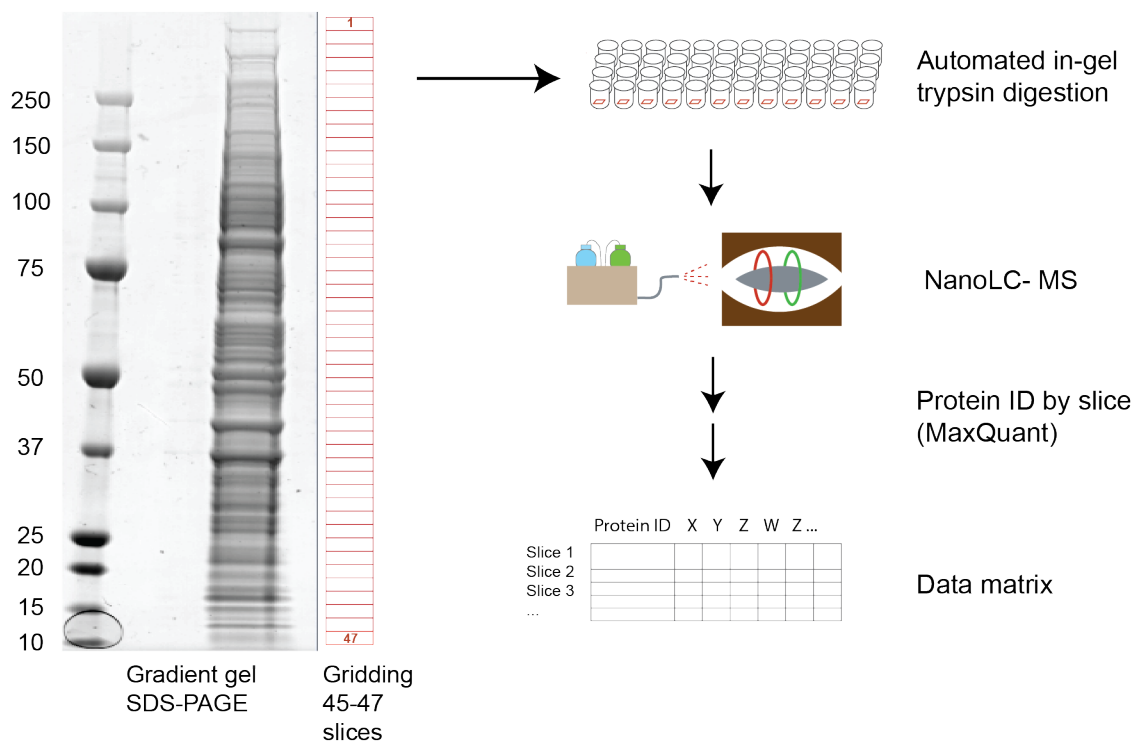 1
250
150
100
75
50
37
25
20
15
10
47
Gradient gel
SDS-PAGE
Gridding
45-47
slices
Automated in-gel
trypsin digestion
NanoLC- MS
Protein ID by slice
(MaxQuant)
Protein ID X Y Z W Z ...
Slice 1
Slice 2
Slice 3
...
Data matrix